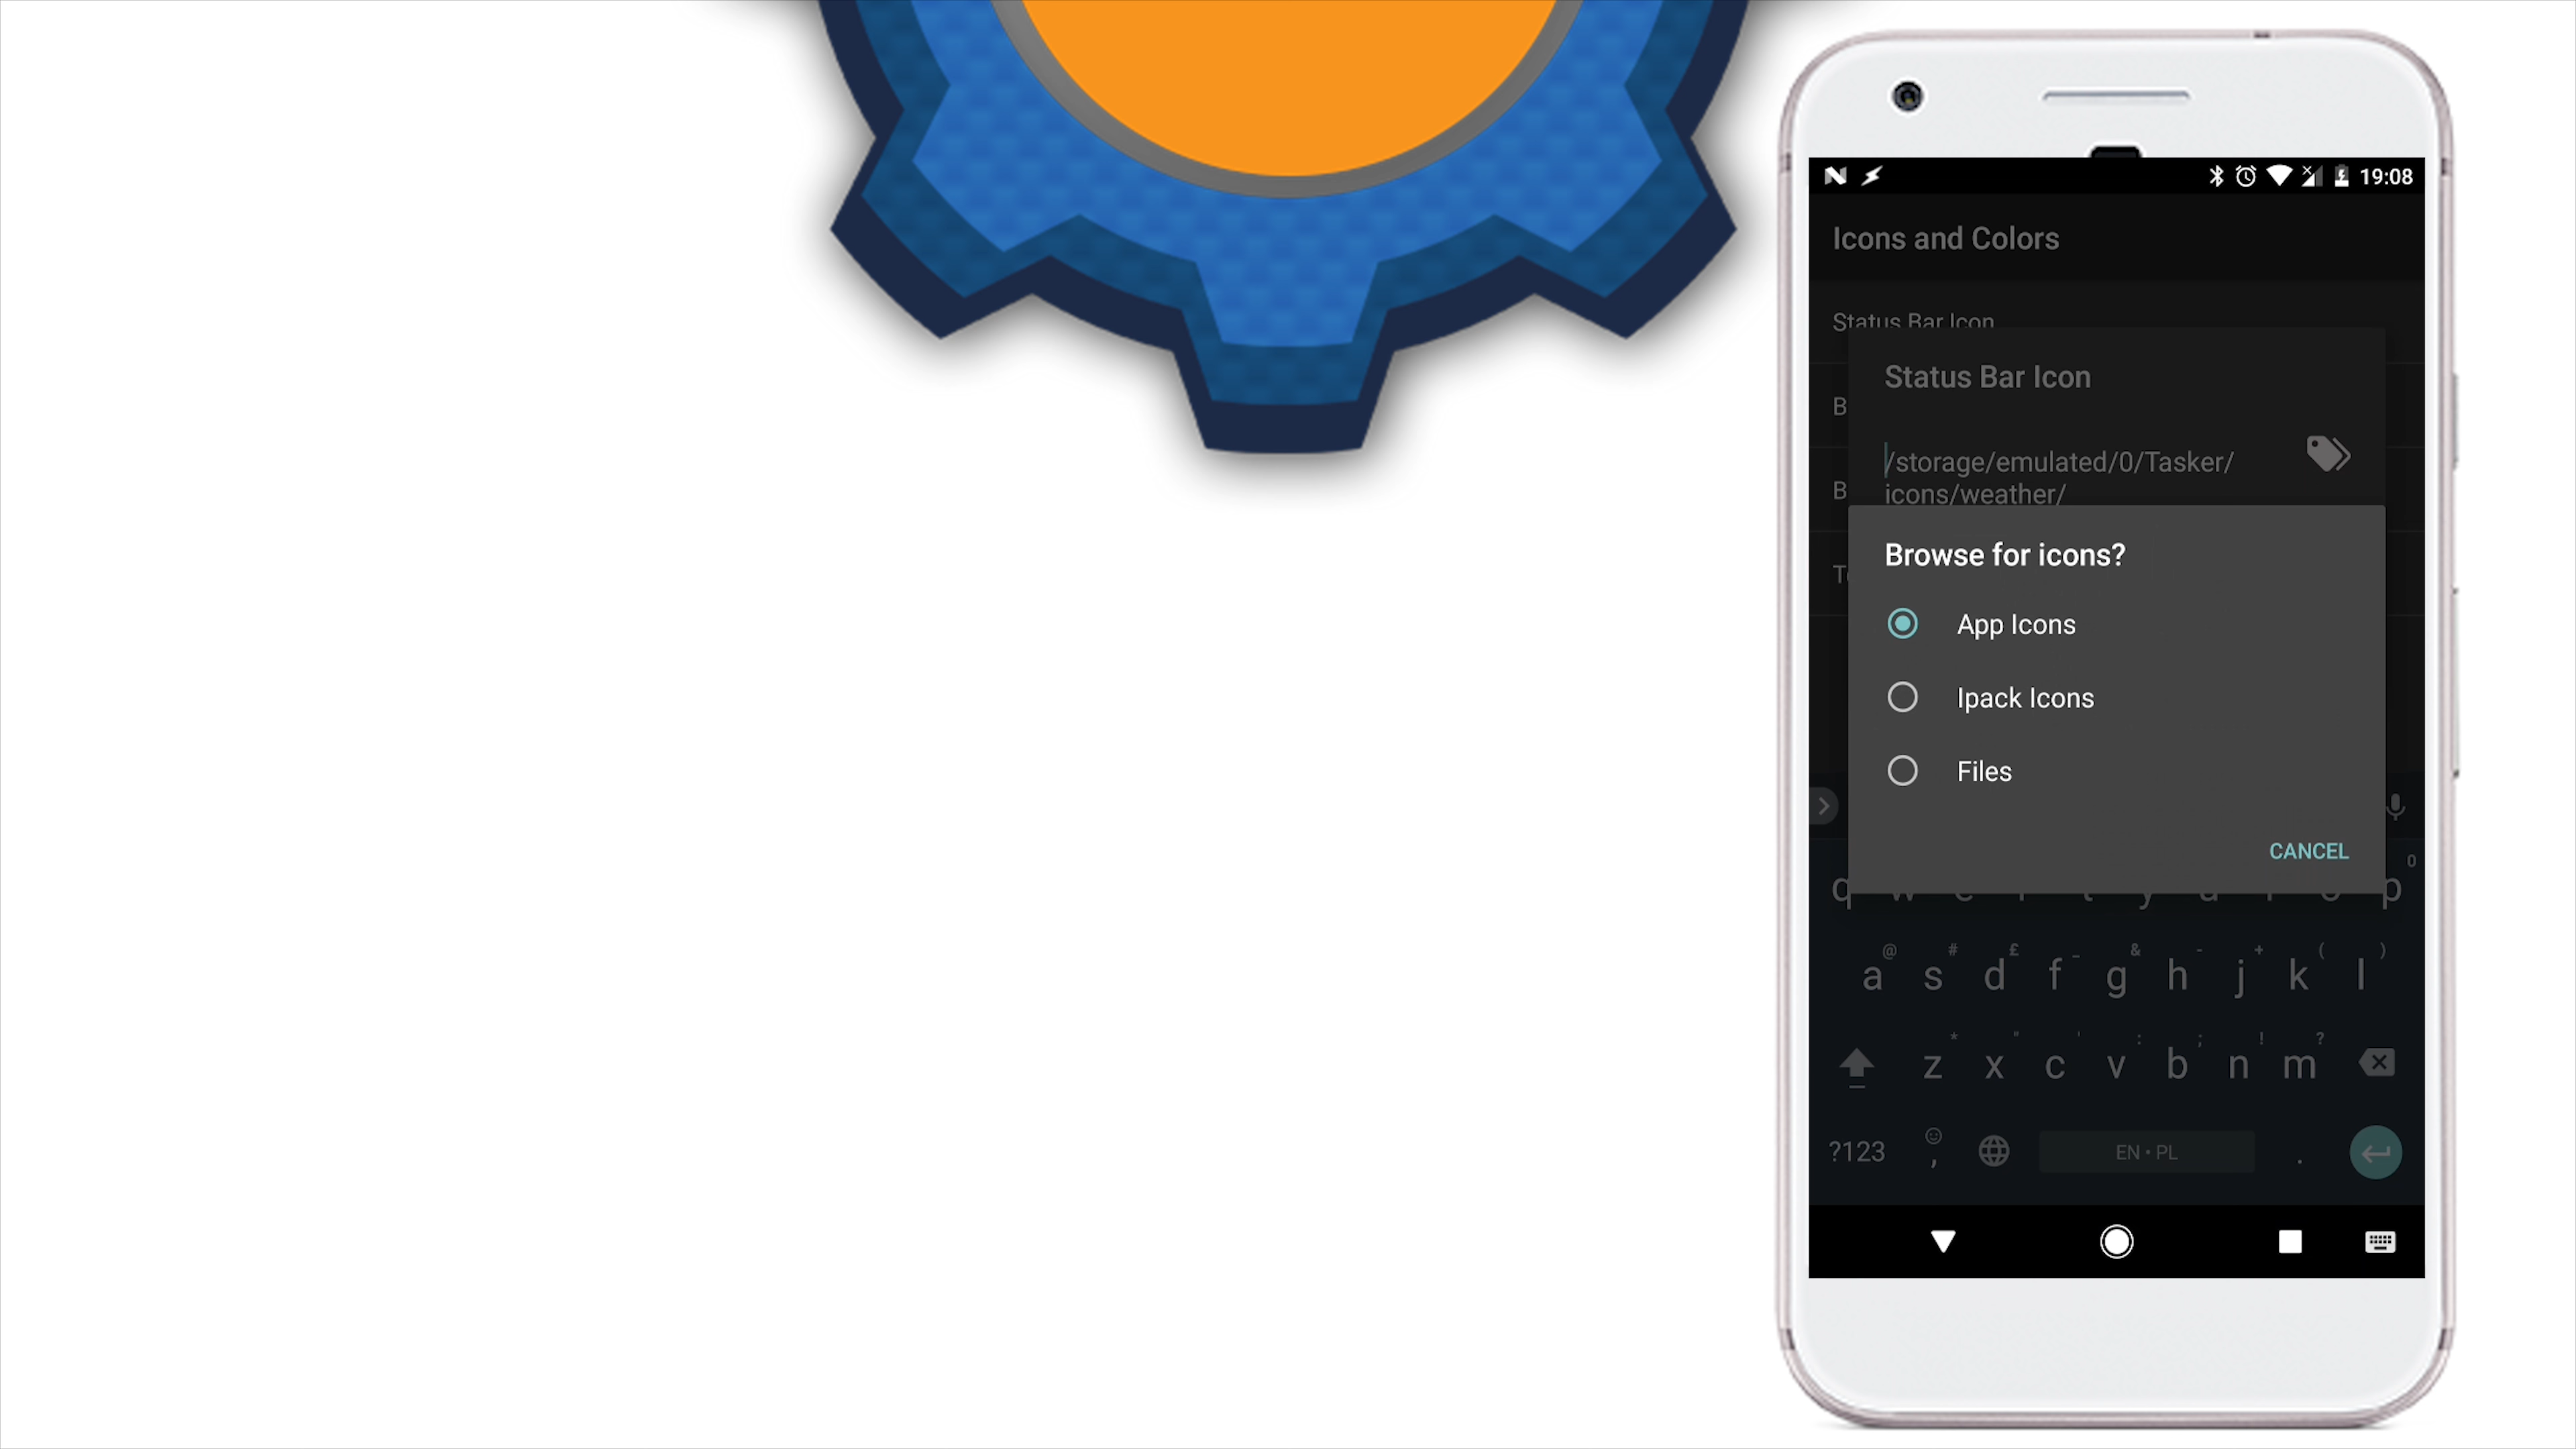 19:08
Icons and Colors
Status Bar Icon
Status Bar Icon
B
/storage/emulated/0/Tasker/
B
icons/weather/
Browse for icons?
T
App Icons
Ipack Icons
Files
CANCEL
0
q p
@ # £ _ & - + ( )
a s d f g h j k l
* " ' : ; ! ?
z x c v b n m
?123 , EN • PL .